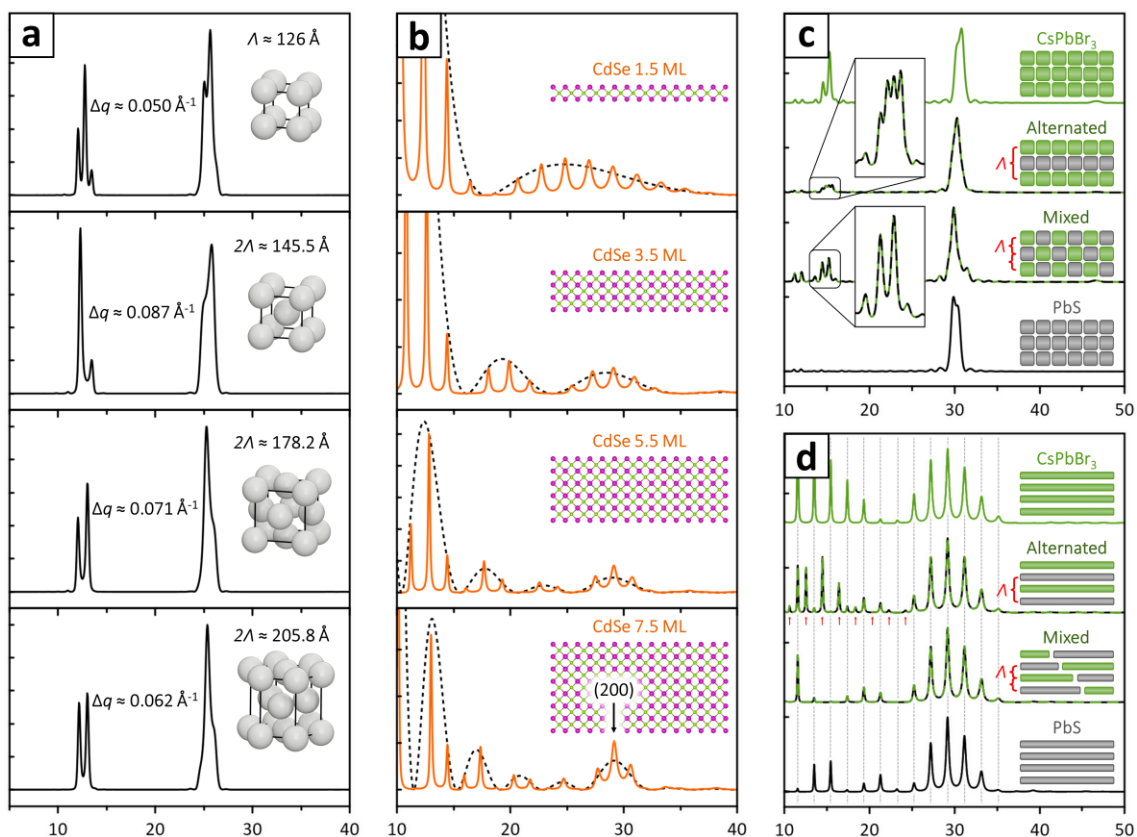 a
Λ ≈ 126 Å
Δq ≈ 0.050 Å⁻¹
2Λ ≈ 145.5 Å
Δq ≈ 0.087 Å⁻¹
2Λ ≈ 178.2 Å
Δq ≈ 0.071 Å⁻¹
2Λ ≈ 205.8 Å
Δq ≈ 0.062 Å⁻¹
10 20 30 40
b
CdSe 1.5 ML
CdSe 3.5 ML
CdSe 5.5 ML
CdSe 7.5 ML
(200)
10 20 30 40
c
CsPbBr₃
Alternated
Λ
Mixed
Λ
PbS
10 20 30 40 50
d
CsPbBr₃
Alternated
Λ
Mixed
Λ
PbS
10 20 30 40 50